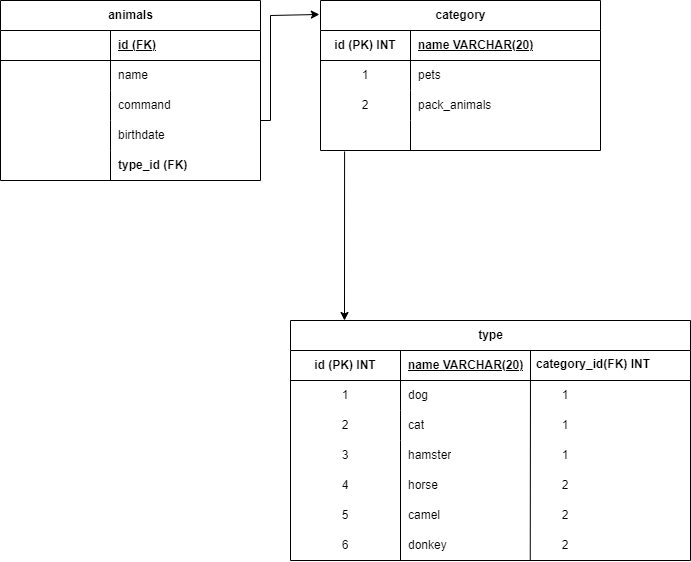 animals
id (FK)
name
command
birthdate
type_id (FK)
category
id (PK) INT name VARCHAR(20)
1 pets
2 pack_animals
type
id (PK) INT name VARCHAR(20) category_id(FK) INT
1 dog 1
2 cat 1
3 hamster 1
4 horse 2
5 camel 2
6 donkey 2